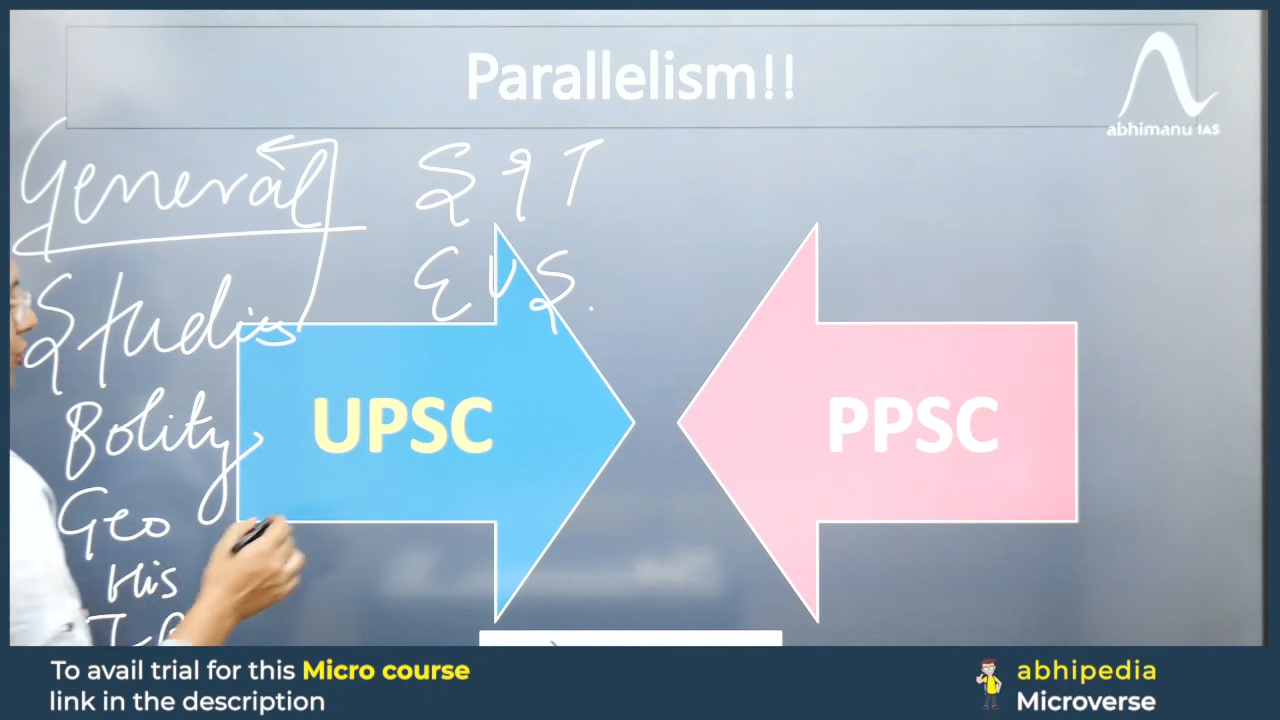 Parallelism!!
abhimanu IAS
General
Studies
Polity
Geo
His
S & T
EVS.
UPSC
PPSC
To avail trial for this Micro course
link in the description
abhipedia
Microverse